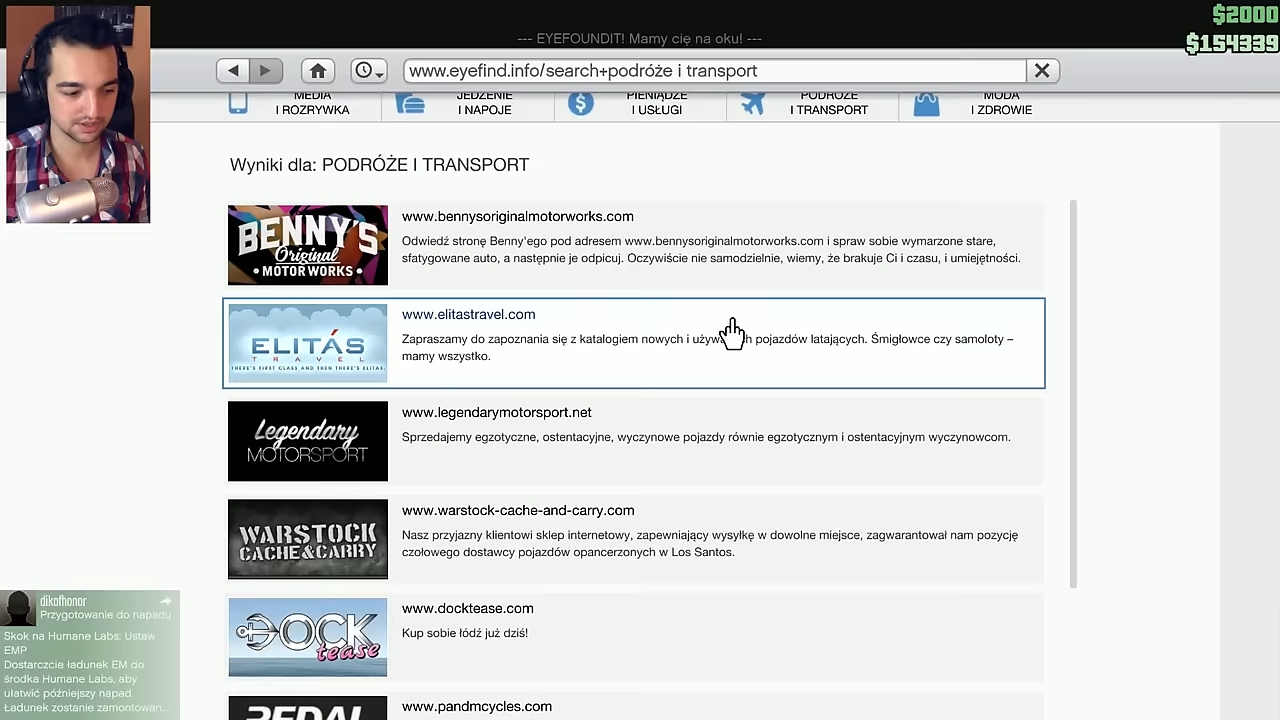 $2000
--- EYEFOUNDIT! Mamy cię na oku! ---
$154339
www.eyefind.info/search+podróże i transport
MEDIA
I ROZRYWKA
JEDZENIE
I NAPOJE
PIENIĄDZE
I USŁUGI
PODRÓŻE
I TRANSPORT
MODA
I ZDROWIE
Wyniki dla: PODRÓŻE I TRANSPORT
BENNY'S
Original
MOTOR WORKS
www.bennysoriginalmotorworks.com
Odwiedź stronę Benny'ego pod adresem www.bennysoriginalmotorworks.com i spraw sobie wymarzone stare,
sfatygowane auto, a następnie je odpicuj. Oczywiście nie samodzielnie, wiemy, że brakuje Ci i czasu, i umiejętności.
ELITÁS
TRAVEL
THERE'S FIRST CLASS AND THEN THERE'S ELITAS.
www.elitastravel.com
Zapraszamy do zapoznania się z katalogiem nowych i pojazdów latających. Śmigłowce czy samoloty –
mamy wszystko.
Legendary
MOTORSPORT
www.legendarymotorsport.net
Sprzedajemy egzotyczne, ostentacyjne, wyczynowe pojazdy równie egzotycznym i ostentacyjnym wyczynowcom.
WARSTOCK
CACHE&CARRY
www.warstock-cache-and-carry.com
Nasz przyjazny klientowi sklep internetowy, zapewniający wysyłkę w dowolne miejsce, zagwarantował nam pozycję
czołowego dostawcy pojazdów opancerzonych w Los Santos.
DOCK
tease
www.docktease.com
Kup sobie łódź już dziś!
PEDAL
www.pandmcycles.com
dikofhonor
Przygotowanie do napadu
Skok na Humane Labs: Ustaw
EMP
Dostarczcie ładunek EM do
środka Humane Labs, aby
ułatwić późniejszy napad.
Ładunek zostanie zamontowan...